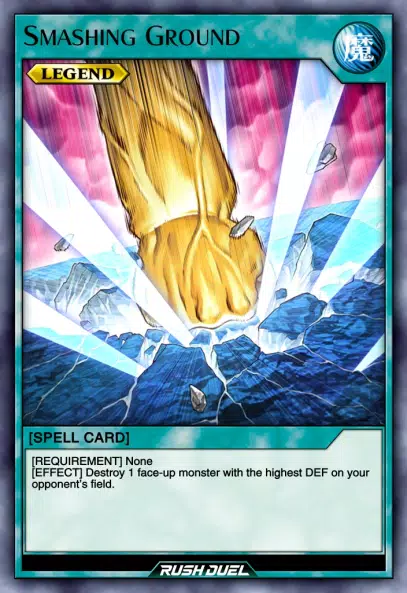 Smashing Ground
魔
LEGEND
[SPELL CARD]
[REQUIREMENT] None
[EFFECT] Destroy 1 face-up monster with the highest DEF on your
opponent's field.
RUSH DUEL